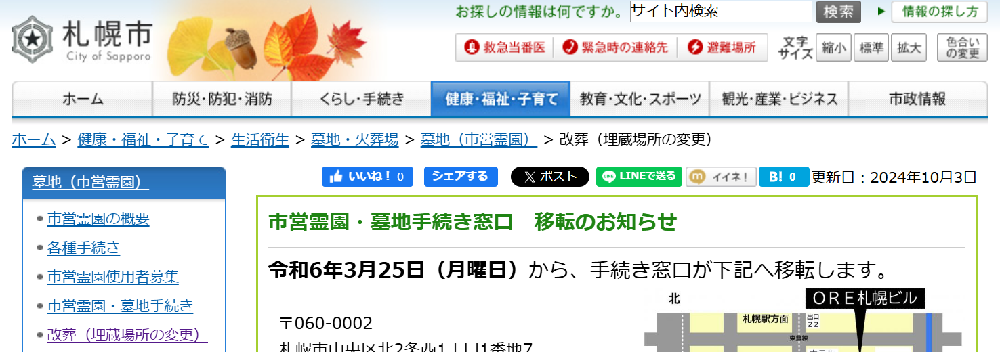 お探しの情報は何ですか。 サイト内検索 検索 情報の探し方
札幌市
City of Sapporo
救急当番医 緊急時の連絡先 避難場所 文字サイズ 縮小 標準 拡大 色合いの変更
ホーム 防災・防犯・消防 くらし・手続き 健康・福祉・子育て 教育・文化・スポーツ 観光・産業・ビジネス 市政情報
ホーム > 健康・福祉・子育て > 生活衛生 > 墓地・火葬場 > 墓地（市営霊園） > 改葬（埋蔵場所の変更）
墓地（市営霊園）
市営霊園の概要
各種手続き
市営霊園使用者募集
市営霊園・墓地手続き
改葬（埋蔵場所の変更）
いいね！ 0 シェアする X ポスト LINE LINEで送る m イイネ！ B! 0 更新日：2024年10月3日
市営霊園・墓地手続き窓口　移転のお知らせ
令和6年3月25日（月曜日）から、手続き窓口が下記へ移転します。
〒060-0002
札幌市中央区北2条西1丁目1番地7
北
ORE札幌ビル
札幌駅方面
出口
22
東豊線
ホテル